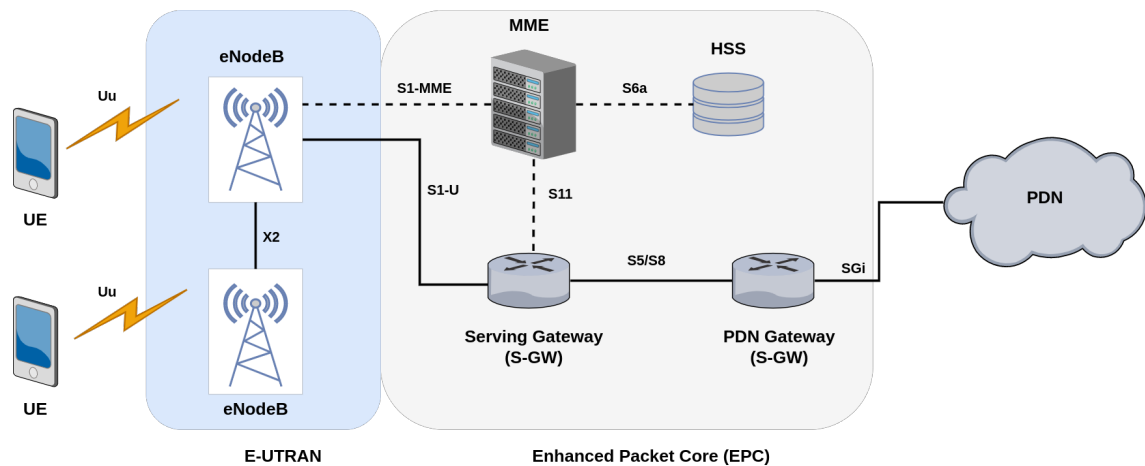 MME
HSS
eNodeB
Uu
S1-MME
S6a
UE
S1-U
S11
PDN
X2
S5/S8
SGi
Uu
Serving Gateway
(S-GW)
PDN Gateway
(S-GW)
UE
eNodeB
E-UTRAN
Enhanced Packet Core (EPC)